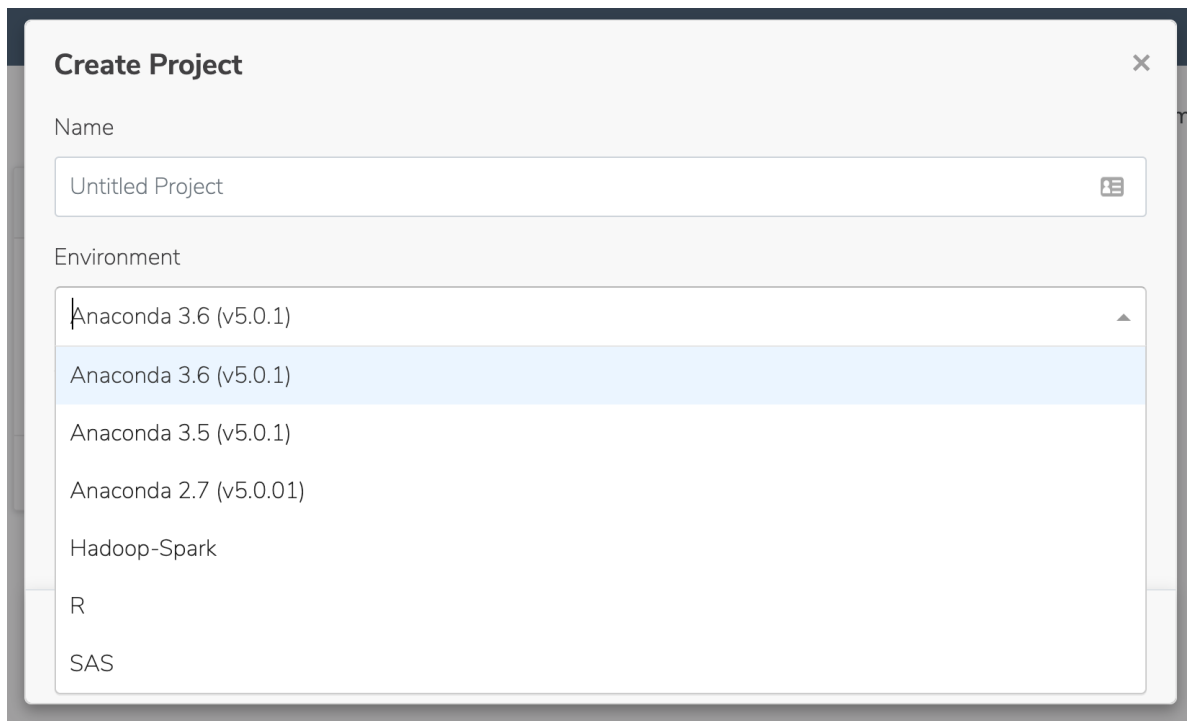 Create Project
Name
Untitled Project
Environment
Anaconda 3.6 (v5.0.1)
Anaconda 3.6 (v5.0.1)
Anaconda 3.5 (v5.0.1)
Anaconda 2.7 (v5.0.01)
Hadoop-Spark
R
SAS